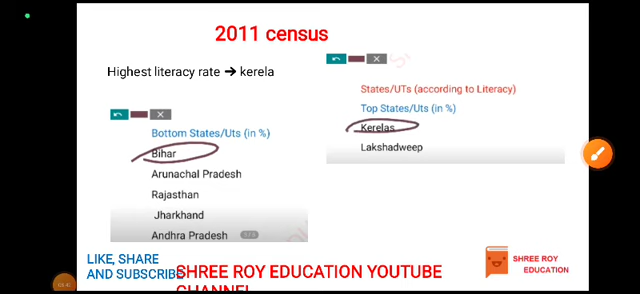 2011 census
Highest literacy rate ➔ kerela
States/UTs (according to Literacy)
Top States/Uts (in %)
Kerelas
Lakshadweep
Bottom States/Uts (in %)
Bihar
Arunachal Pradesh
Rajasthan
Jharkhand
Andhra Pradesh
LIKE, SHARE
AND SUBSCRIBE
SHREE ROY EDUCATION YOUTUBE
CHANNEL
SHREE ROY
EDUCATION